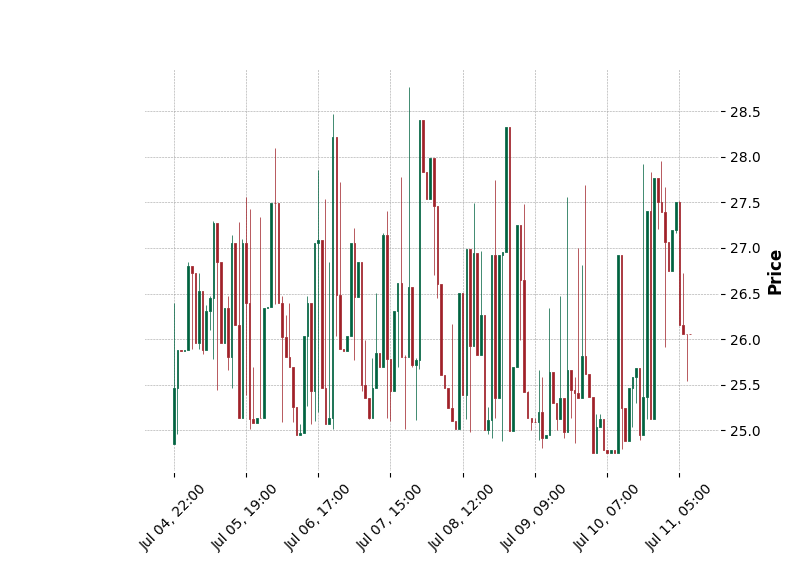 28.5
28.0
27.5
27.0
26.5
26.0
25.5
25.0
Price
Jul 04, 22:00
Jul 05, 19:00
Jul 06, 17:00
Jul 07, 15:00
Jul 08, 12:00
Jul 09, 09:00
Jul 10, 07:00
Jul 11, 05:00